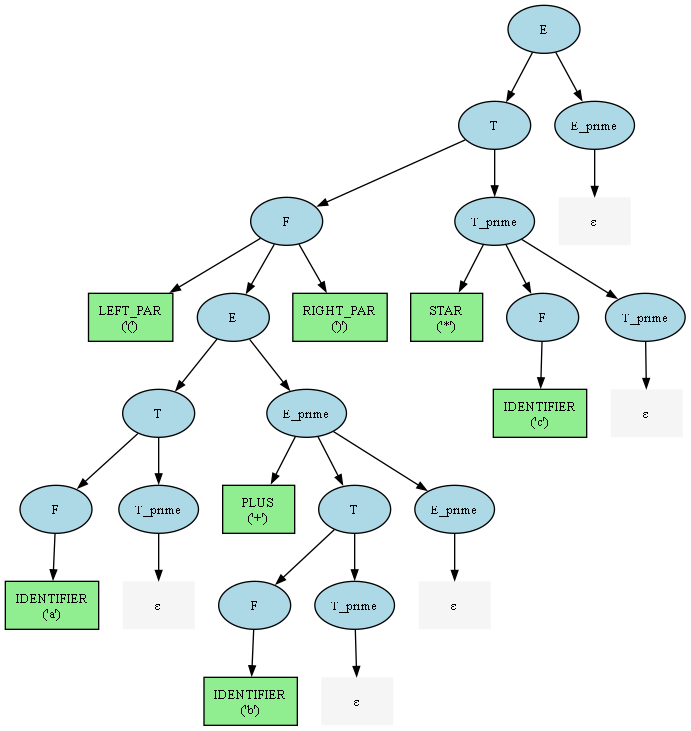 E
T
E_prime
F
T_prime
ε
LEFT_PAR
('(')
E
RIGHT_PAR
(')')
STAR
('*')
F
T_prime
T
E_prime
IDENTIFIER
('c')
ε
F
T_prime
PLUS
('+')
T
E_prime
IDENTIFIER
('a')
ε
F
T_prime
ε
IDENTIFIER
('b')
ε